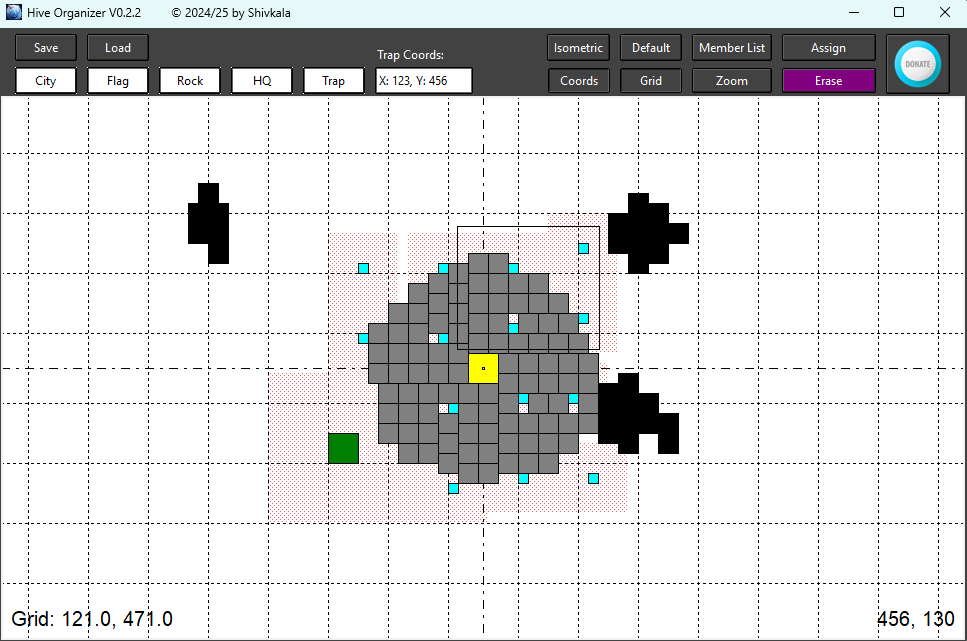 Hive Organizer V0.2.2 © 2024/25 by Shivkala
Save Load Trap Coords: Isometric Default Member List Assign
City Flag Rock HQ Trap X: 123, Y: 456 Coords Grid Zoom Erase DONATE
Grid: 121.0, 471.0 456, 130